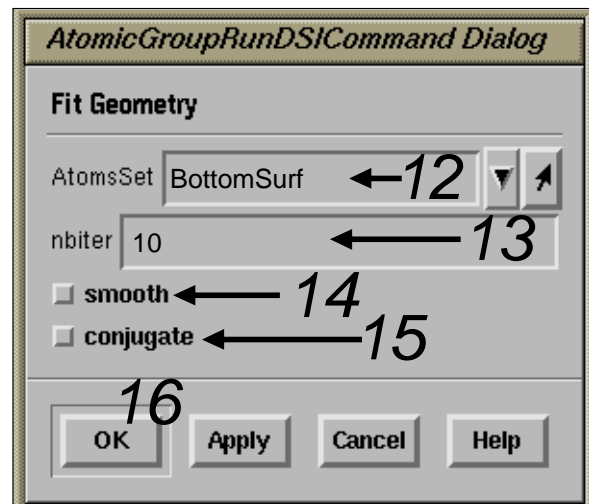 AtomicGroupRunDSICommand Dialog
Fit Geometry
AtomsSet BottomSurf 12
nbiter 10 13
smooth 14
conjugate 15
16
OK Apply Cancel Help